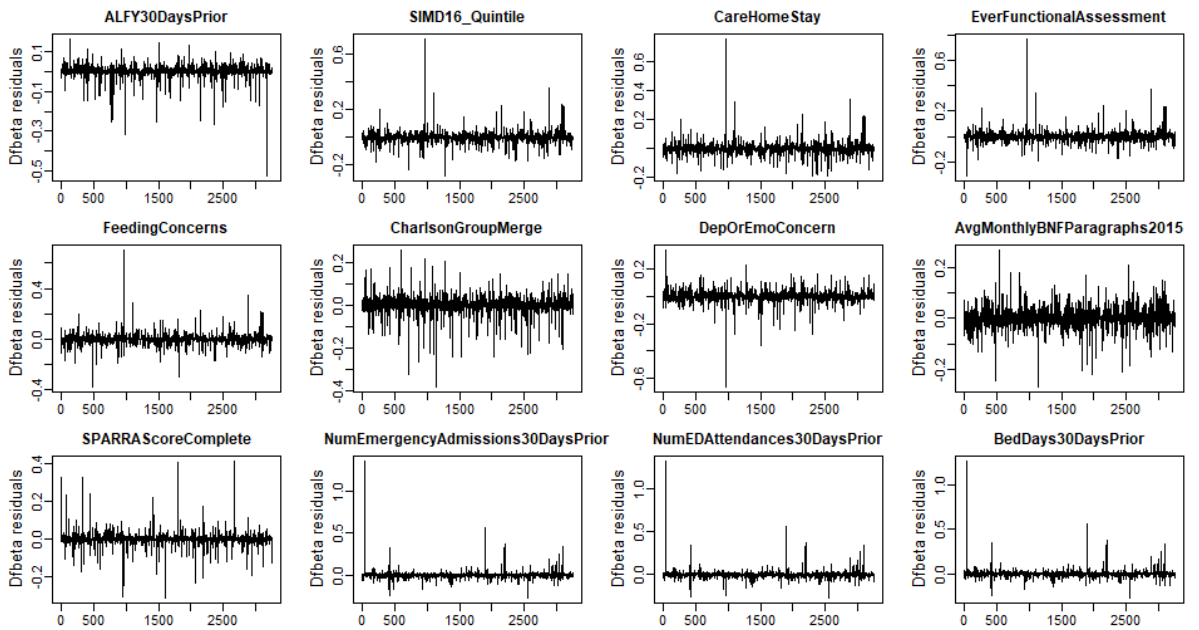 ALFY30DaysPrior
Dfbeta residuals
0.1
-0.1
-0.3
-0.5
0 500 1500 2500
SIMD16_Quintile
Dfbeta residuals
0.6
0.2
-0.2
0 500 1500 2500
CareHomeStay
Dfbeta residuals
0.6
0.2
-0.2
0 500 1500 2500
EverFunctionalAssessment
Dfbeta residuals
0.6
0.2
-0.2
0 500 1500 2500
FeedingConcerns
Dfbeta residuals
0.4
0.0
-0.4
0 500 1500 2500
CharlsonGroupMerge
Dfbeta residuals
0.2
0.0
-0.2
-0.4
0 500 1500 2500
DepOrEmoConcern
Dfbeta residuals
0.2
-0.2
-0.6
0 500 1500 2500
AvgMonthlyBNFParagraphs2015
Dfbeta residuals
0.2
0.0
-0.2
0 500 1500 2500
SPARRAScoreComplete
Dfbeta residuals
0.4
0.2
0.0
-0.2
0 500 1500 2500
NumEmergencyAdmissions30DaysPrior
Dfbeta residuals
1.0
0.5
0.0
0 500 1500 2500
NumEDAttendances30DaysPrior
Dfbeta residuals
1.0
0.5
0.0
0 500 1500 2500
BedDays30DaysPrior
Dfbeta residuals
1.0
0.5
0.0
0 500 1500 2500